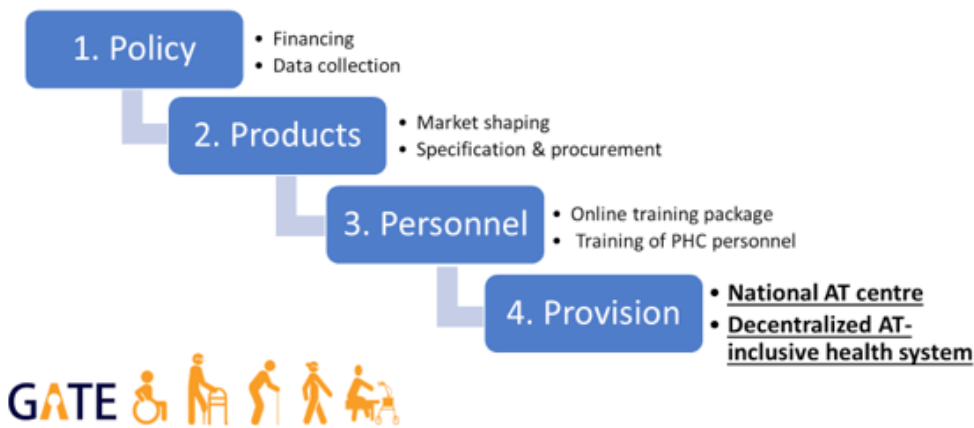 1. Policy
• Financing
• Data collection
2. Products
• Market shaping
• Specification & procurement
3. Personnel
• Online training package
• Training of PHC personnel
4. Provision
• National AT centre
• Decentralized AT-
inclusive health system
GATE